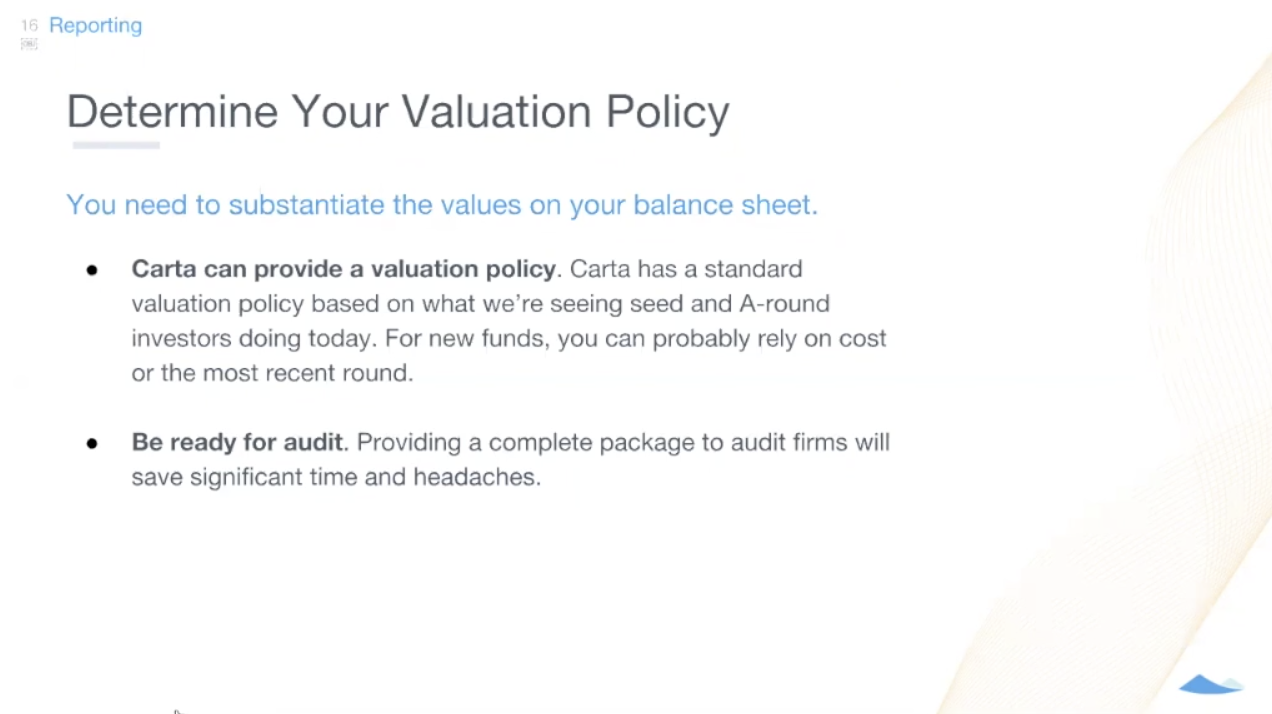 16 Reporting
Determine Your Valuation Policy
You need to substantiate the values on your balance sheet.
● Carta can provide a valuation policy. Carta has a standard
valuation policy based on what we're seeing seed and A-round
investors doing today. For new funds, you can probably rely on cost
or the most recent round.
● Be ready for audit. Providing a complete package to audit firms will
save significant time and headaches.